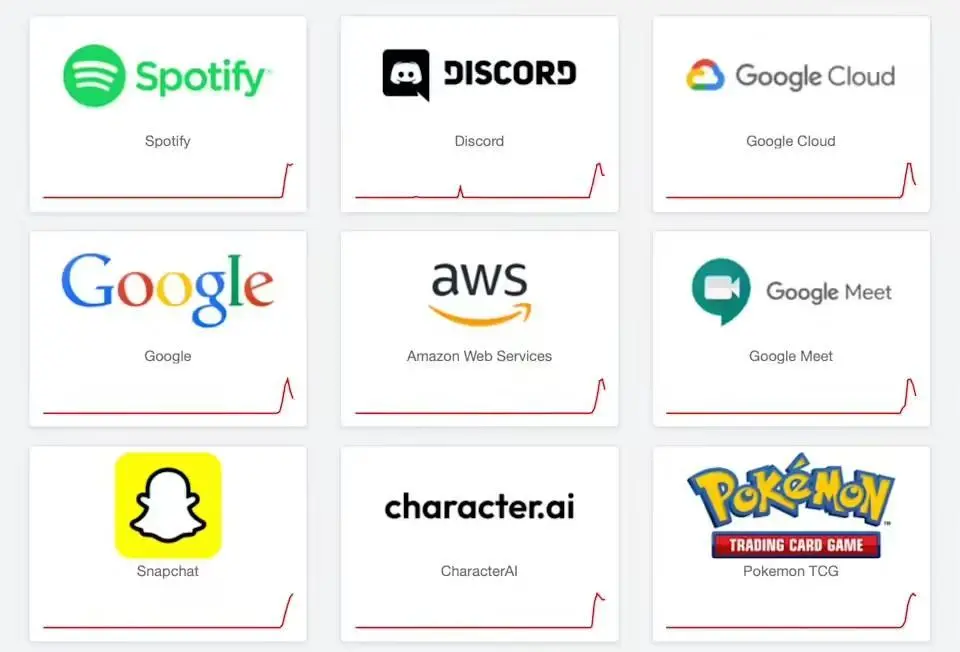 Spotify
DISCORD
Google Cloud
Spotify
Discord
Google Cloud
Google
aws
Google Meet
Google
Amazon Web Services
Google Meet
character.ai
POKéMON
TRADING CARD GAME
Snapchat
CharacterAI
Pokemon TCG